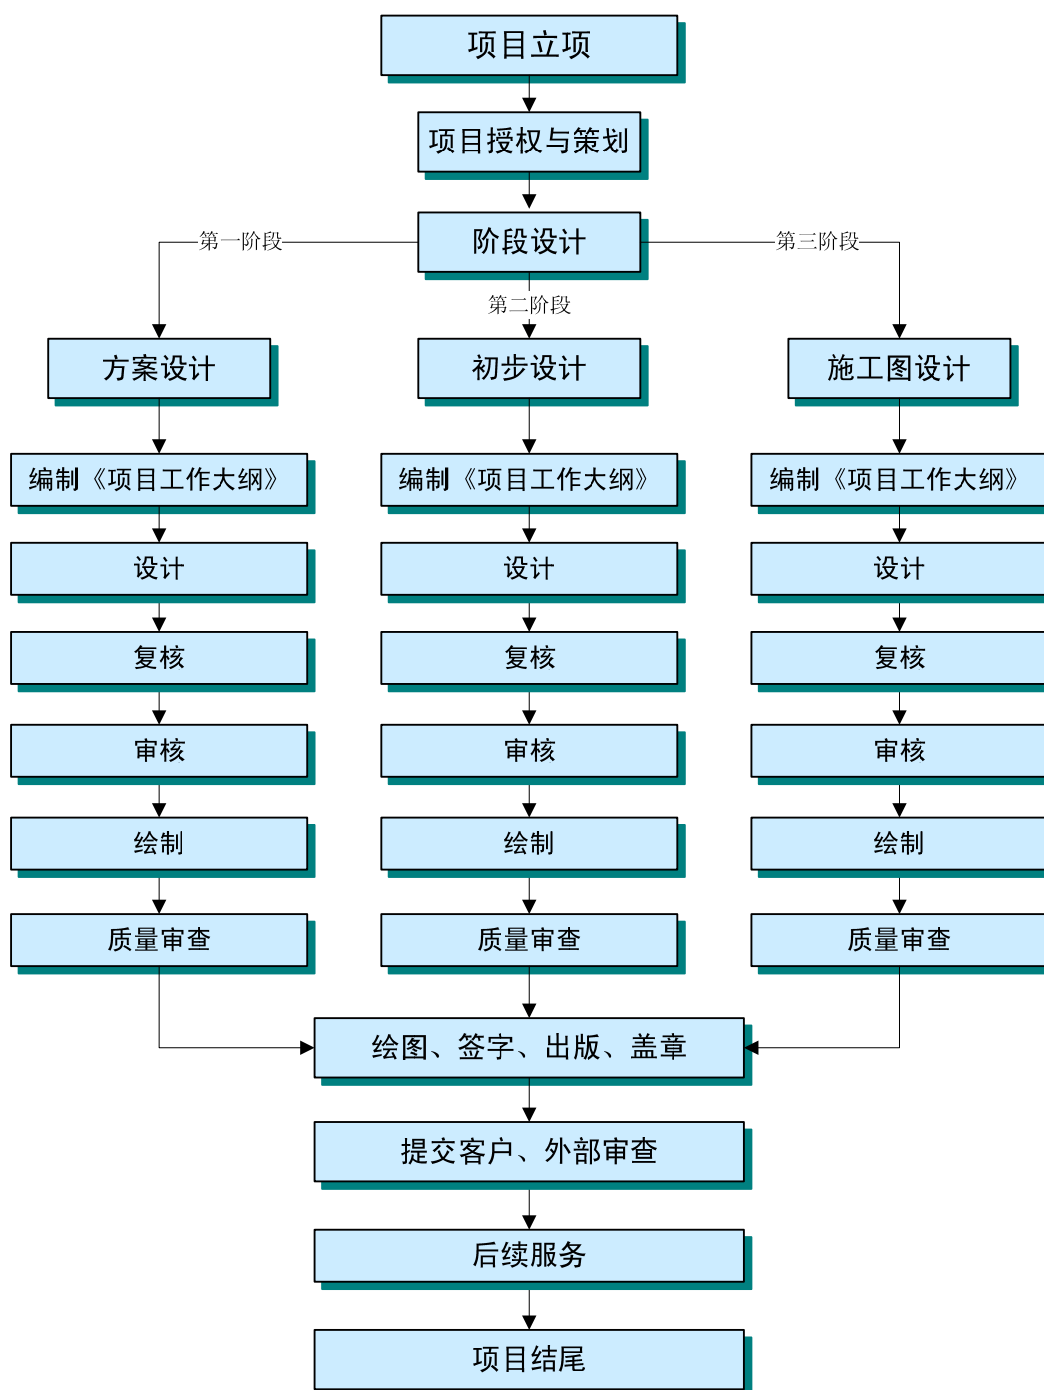 项目立项
项目授权与策划
阶段设计
第一阶段
第二阶段
第三阶段
方案设计
初步设计
施工图设计
编制《项目工作大纲》
编制《项目工作大纲》
编制《项目工作大纲》
设计
设计
设计
复核
复核
复核
审核
审核
审核
绘制
绘制
绘制
质量审查
质量审查
质量审查
绘图、签字、出版、盖章
提交客户、外部审查
后续服务
项目结尾